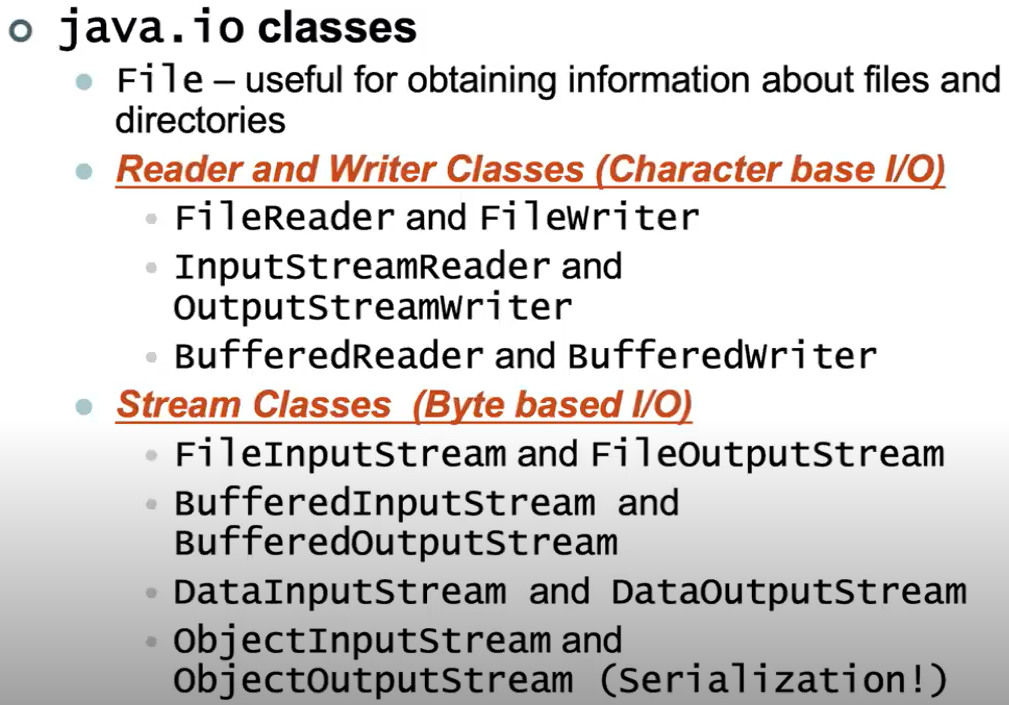 java.io classes
File – useful for obtaining information about files and
directories
Reader and Writer Classes (Character base I/O)
FileReader and FileWriter
InputStreamReader and
OutputStreamWriter
BufferedReader and BufferedWriter
Stream Classes (Byte based I/O)
FileInputStream and FileOutputStream
BufferedInputStream and
BufferedOutputStream
DataInputStream and DataOutputStream
ObjectInputStream and
ObjectOutputStream (Serialization!)